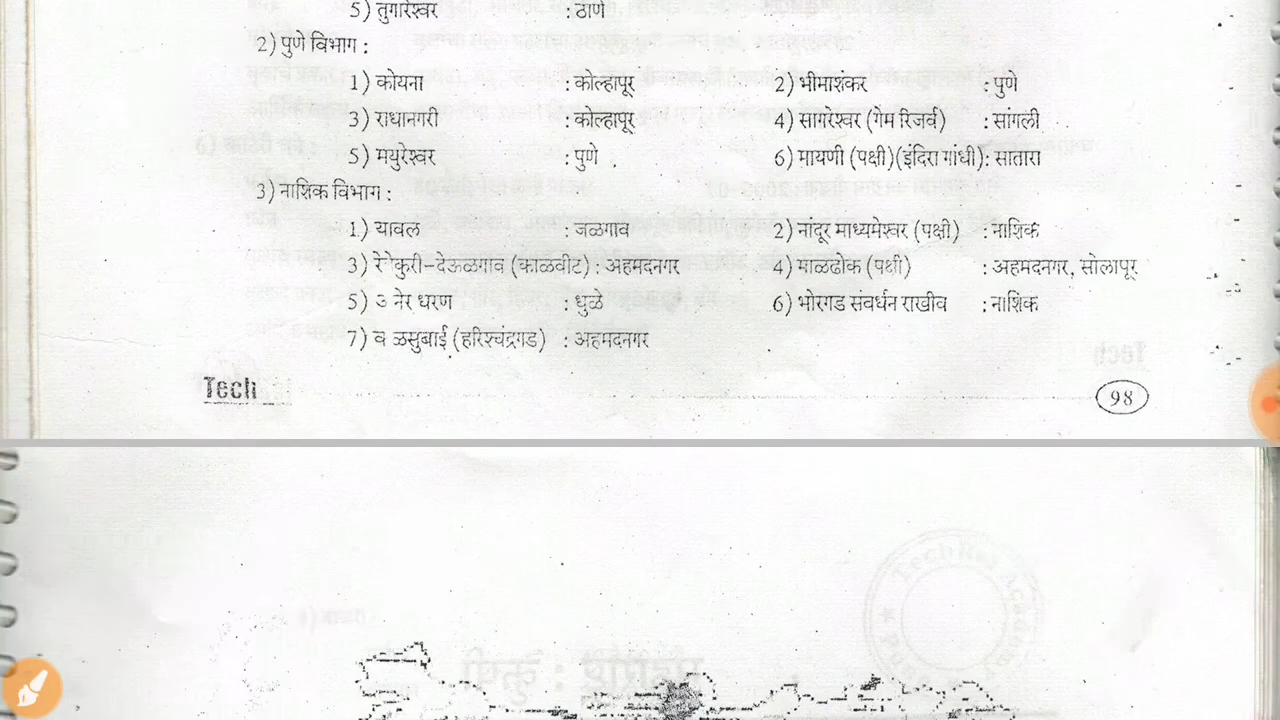 5) तुंगारेश्वर : ठाणे
2) पुणे विभाग :
1) कोयना : कोल्हापूर 2) भीमाशंकर : पुणे
3) राधानगरी : कोल्हापूर 4) सागरेश्वर (गेम रिजर्व) : सांगली
5) मयुरेश्वर : पुणे 6) मायणी (पक्षी)(इंदिरा गांधी): सातारा
3) नाशिक विभाग :
1) यावल : जळगाव 2) नांदूर माध्यमेश्वर (पक्षी) : नाशिक
3) रेहेकुरी-देऊळगाव (काळवीट) : अहमदनगर 4) माळढोक (पक्षी) : अहमदनगर, सोलापूर
5) नेर धरण : धुळे 6) भोरगड संवर्धन राखीव : नाशिक
7) कळसुबाई (हरिश्चंद्रगड) : अहमदनगर
Tech 98